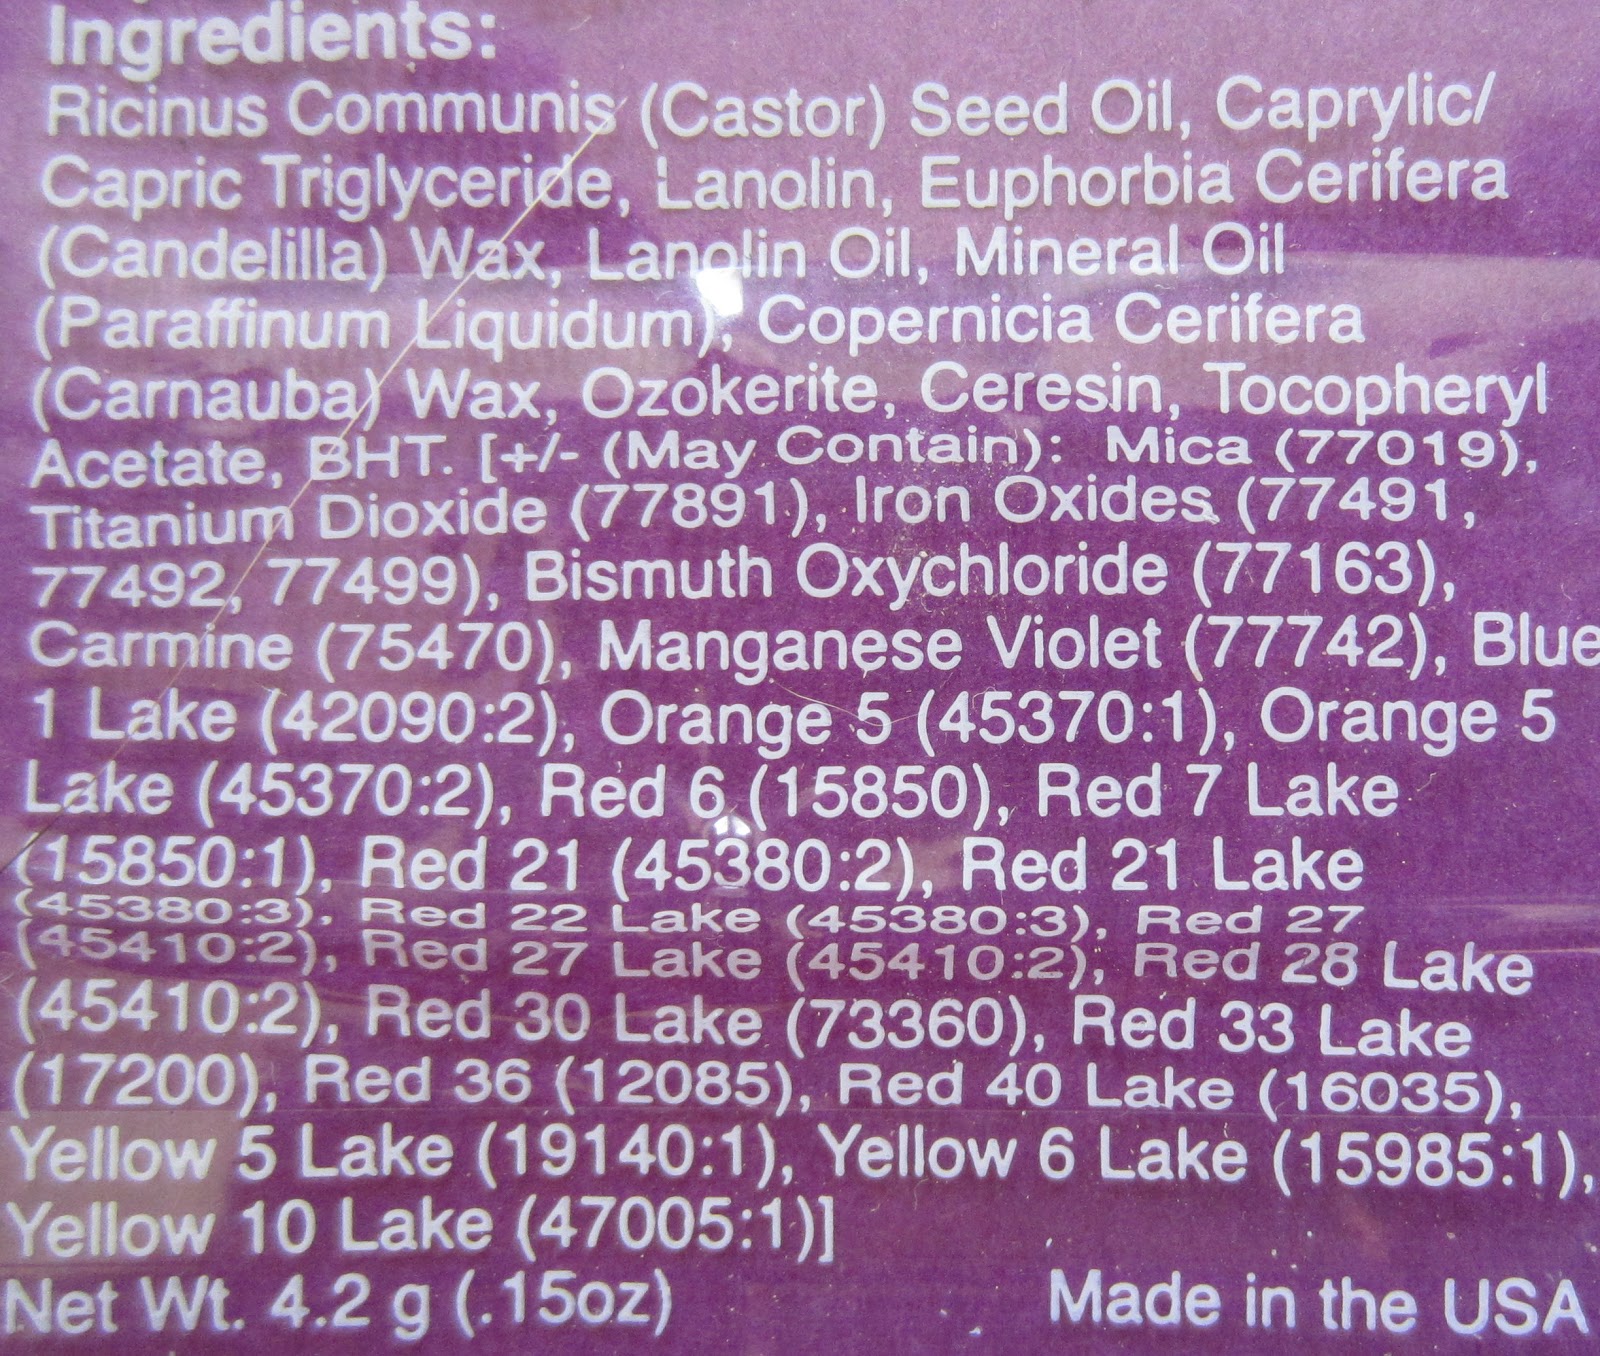 Ingredients:
Ricinus Communis (Castor) Seed Oil, Caprylic/
Capric Triglyceride, Lanolin, Euphorbia Cerifera
(Candelilla) Wax, Lanolin Oil, Mineral Oil
(Paraffinum Liquidum), Copernicia Cerifera
(Carnauba) Wax, Ozokerite, Ceresin, Tocopheryl
Acetate, BHT. [+/- (May Contain): Mica (77019),
Titanium Dioxide (77891), Iron Oxides (77491,
77492, 77499), Bismuth Oxychloride (77163),
Carmine (75470), Manganese Violet (77742), Blue
1 Lake (42090:2), Orange 5 (45370:1), Orange 5
Lake (45370:2), Red 6 (15850), Red 7 Lake
(15850:1), Red 21 (45380:2), Red 21 Lake
(45380:3), Red 22 Lake (45380:3), Red 27
(45410:2), Red 27 Lake (45410:2), Red 28 Lake
(45410:2), Red 30 Lake (73360), Red 33 Lake
(17200), Red 36 (12085), Red 40 Lake (16035),
Yellow 5 Lake (19140:1), Yellow 6 Lake (15985:1),
Yellow 10 Lake (47005:1)]
Net Wt. 4.2 g (.15oz) Made in the USA